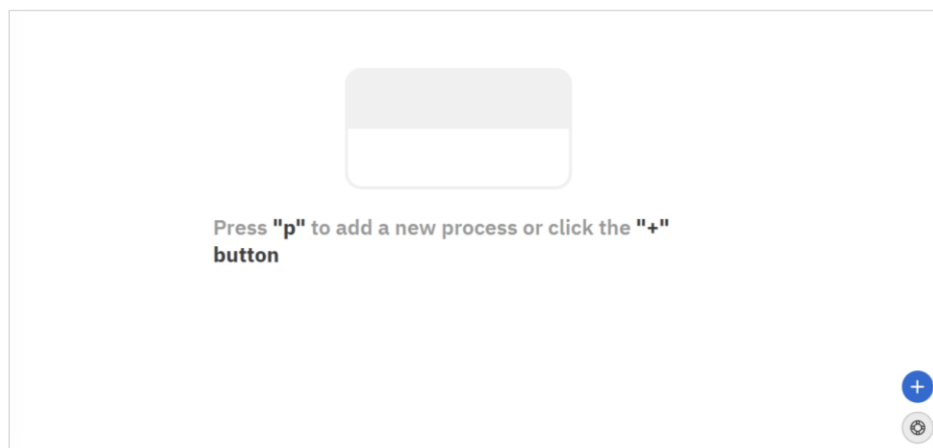 Press "p" to add a new process or click the "+"
button